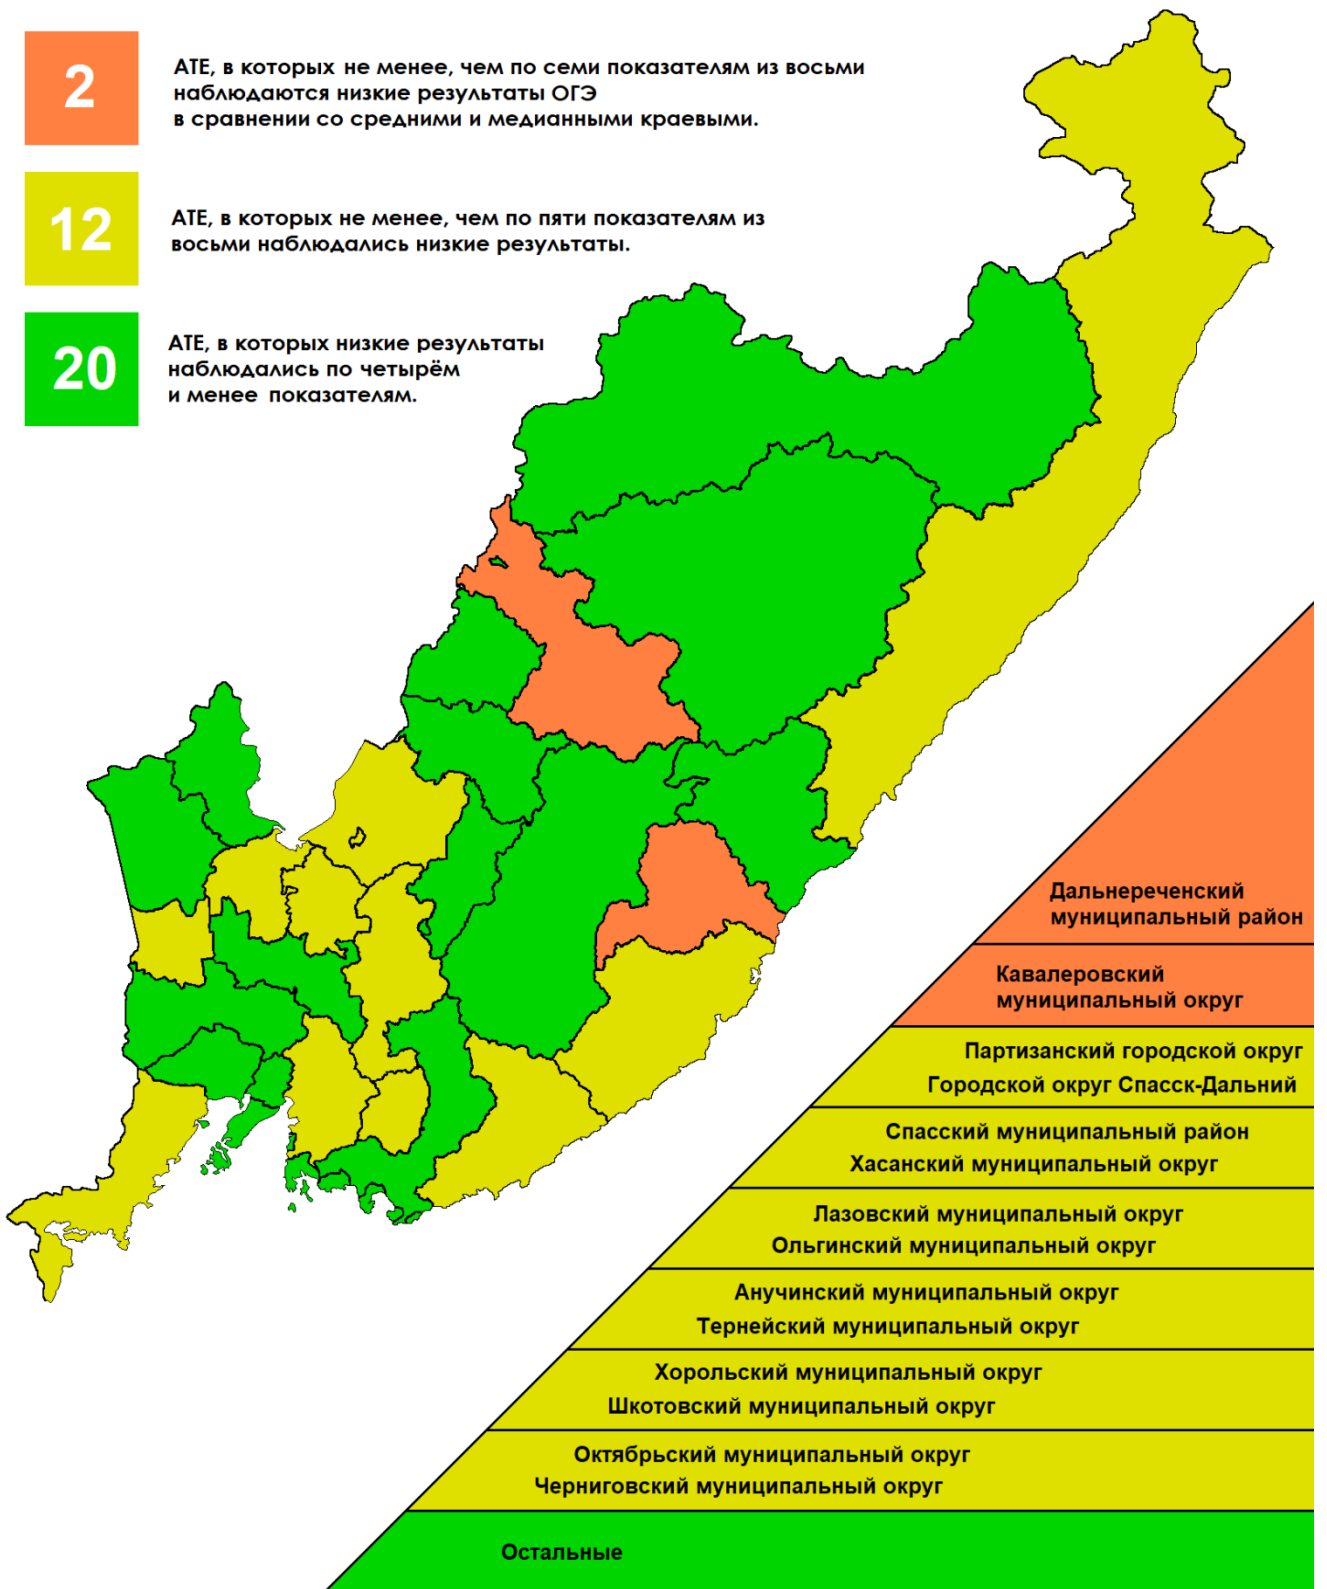 2
АТЕ, в которых не менее, чем по семи показателям из восьми
наблюдаются низкие результаты ОГЭ
в сравнении со средними и медианными краевыми.
12
АТЕ, в которых не менее, чем по пяти показателям из
восьми наблюдались низкие результаты.
20
АТЕ, в которых низкие результаты
наблюдались по четырём
и менее показателям.
Дальнереченский
муниципальный район
Кавалеровский
муниципальный округ
Партизанский городской округ
Городской округ Спасск-Дальний
Спасский муниципальный район
Хасанский муниципальный округ
Лазовский муниципальный округ
Ольгинский муниципальный округ
Анучинский муниципальный округ
Тернейский муниципальный округ
Хорольский муниципальный округ
Шкотовский муниципальный округ
Октябрьский муниципальный округ
Черниговский муниципальный округ
Остальные